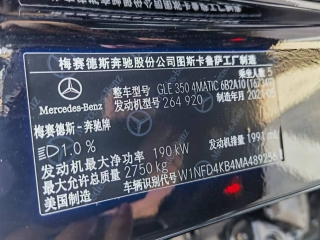 梅赛德斯奔驰股份公司图斯卡鲁萨工厂制造
乘坐人数 5
整车型号 GLE 350 4MATIC 6B2A10
制造年月 2021
发动机型号 264 920
Mercedes-Benz
梅赛德斯-奔驰牌
1.0 %
发动机排量 1991 mL
发动机最大净功率 190 kW
最大允许总质量 2750 kg
车辆识别代号 W1NFD4KB4MA489256